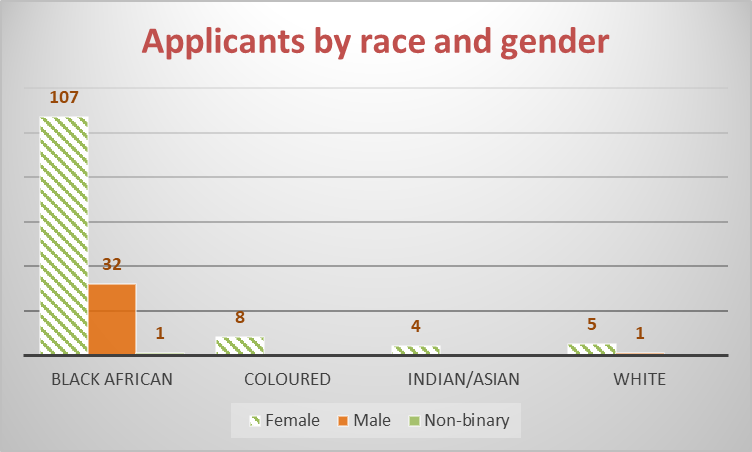 Applicants by race and gender
107
32
1
8
4
5
1
BLACK AFRICAN
COLOURED
INDIAN/ASIAN
WHITE
Female
Male
Non-binary